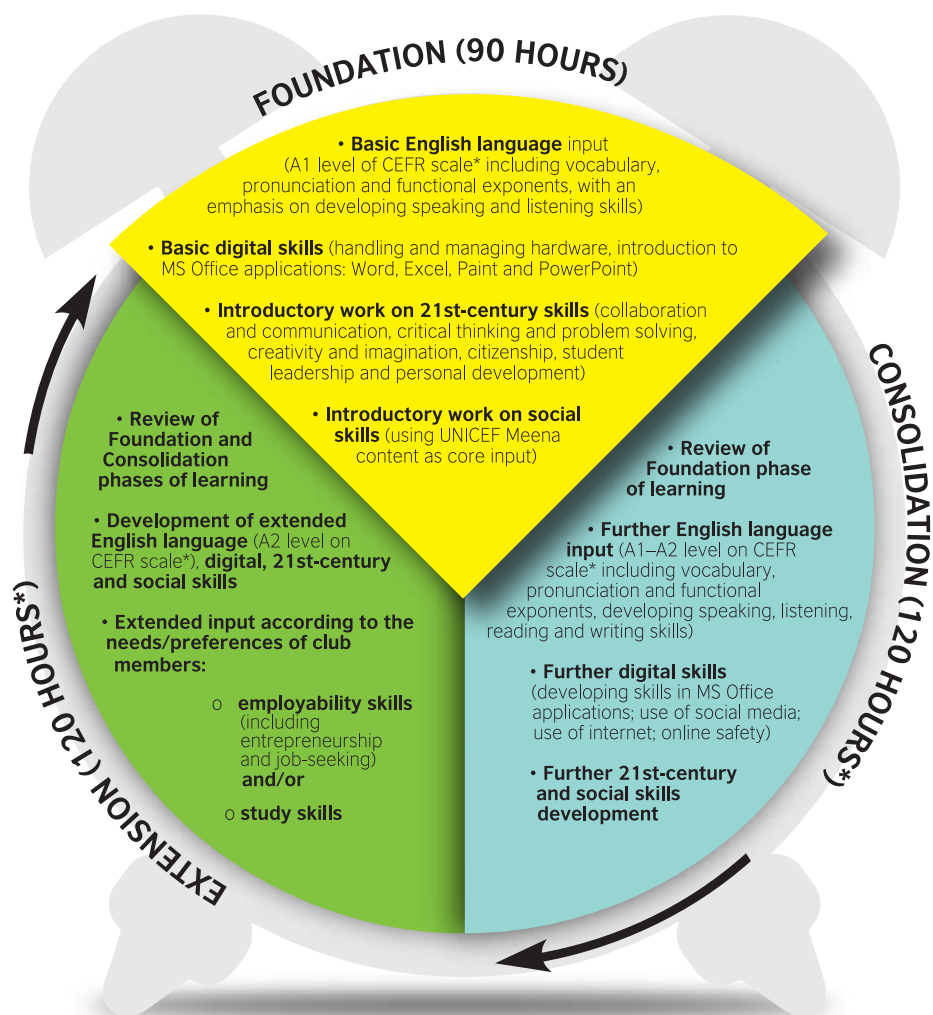 FOUNDATION (90 HOURS)
• Basic English language input
(A1 level of CEFR scale* including vocabulary,
pronunciation and functional exponents, with an
emphasis on developing speaking and listening skills)
• Basic digital skills (handling and managing hardware, introduction to
MS Office applications: Word, Excel, Paint and PowerPoint)
• Introductory work on 21st-century skills (collaboration
and communication, critical thinking and problem solving,
creativity and imagination, citizenship, student
leadership and personal development)
• Introductory work on social
skills (using UNICEF Meena
content as core input)
CONSOLIDATION (120 HOURS*)
• Review of
Foundation phase
of learning
• Further English language
input (A1–A2 level on CEFR
scale* including vocabulary,
pronunciation and functional
exponents, developing speaking, listening,
reading and writing skills)
• Further digital skills
(developing skills in MS Office
applications; use of social media;
use of internet; online safety)
• Further 21st-century
and social skills
development
EXTENSION (120 HOURS*)
• Review of
Foundation and
Consolidation
phases of learning
• Development of extended
English language (A2 level on
CEFR scale*), digital, 21st-century
and social skills
• Extended input according to the
needs/preferences of club
members:
o employability skills
(including
entrepreneurship
and job-seeking)
and/or
o study skills